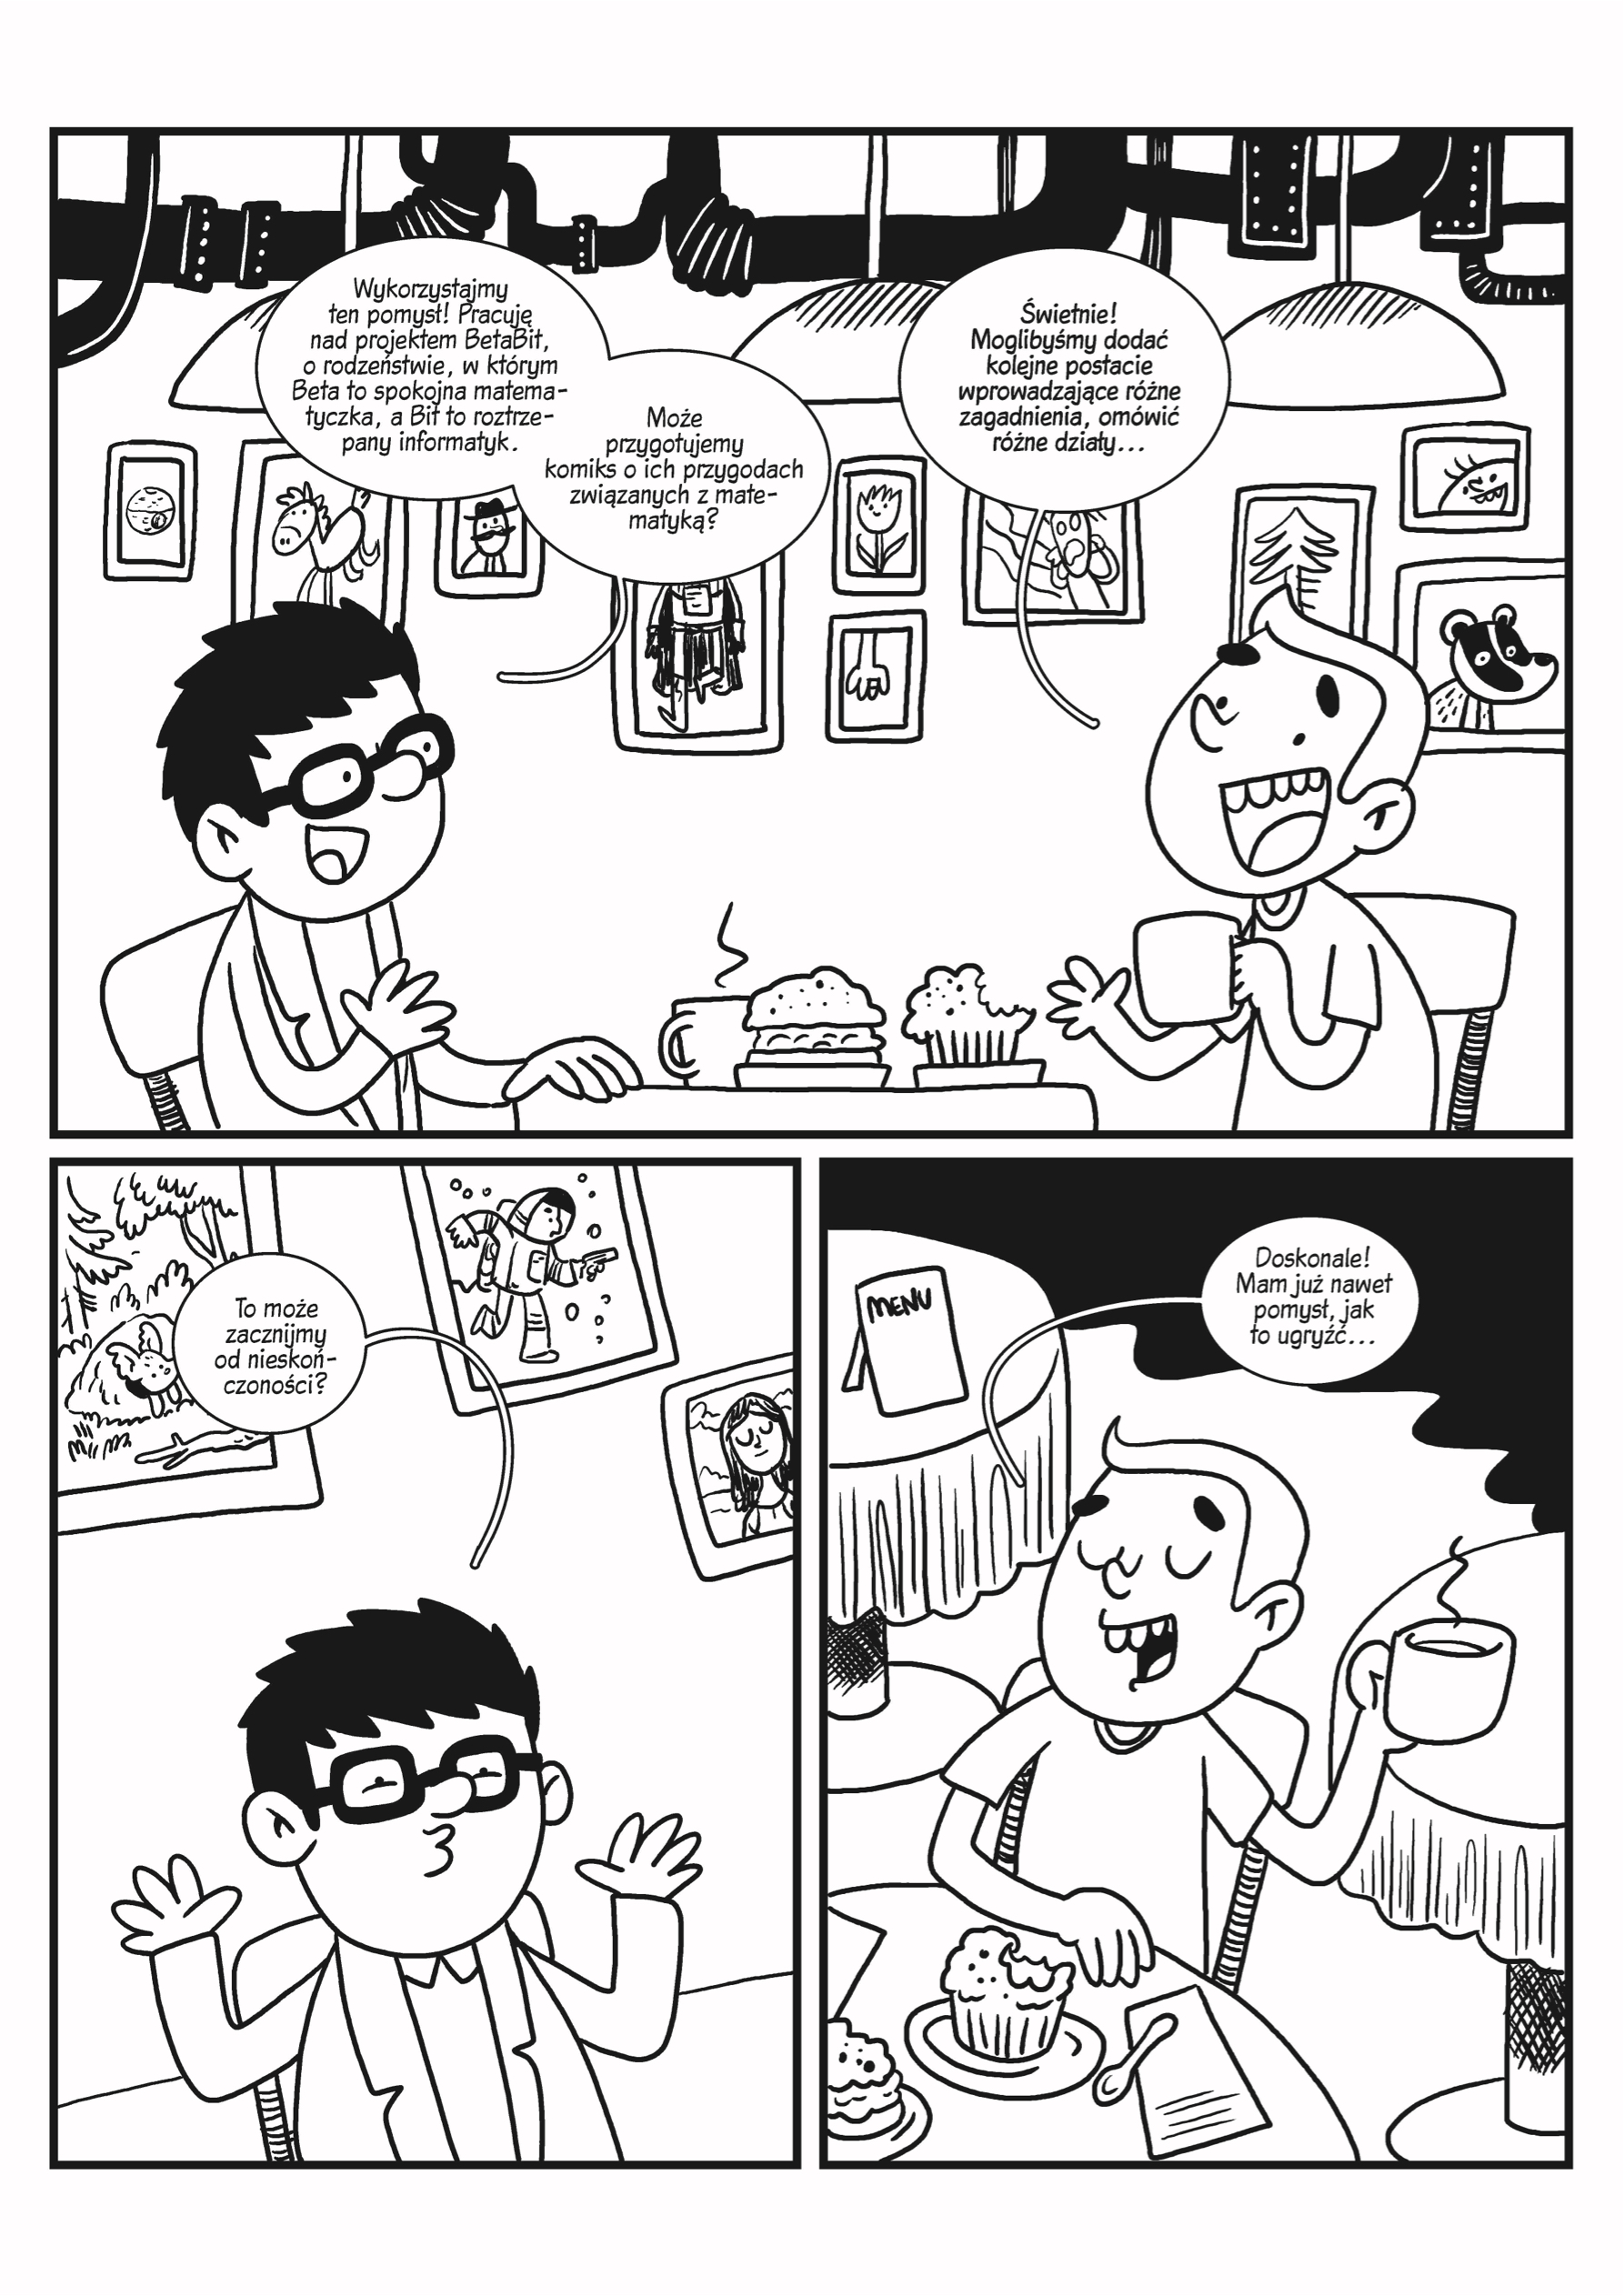 Wykorzystajmy
ten pomysł! Pracuję
nad projektem BetaBit,
o rodzeństwie, w którym
Beta to spokojna matema-
tyczka, a Bit to roztrze-
pany informatyk.
Może
przygotujemy
komiks o ich przygodach
związanych z mate-
matyką?
Świetnie!
Moglibyśmy dodać
kolejne postacie
wprowadzające różne
zagadnienia, omówić
różne działy...
To może
zacznijmy
od nieskoń-
czoności?
MENU
Doskonale!
Mam już nawet
pomysł, jak
to ugryźć...